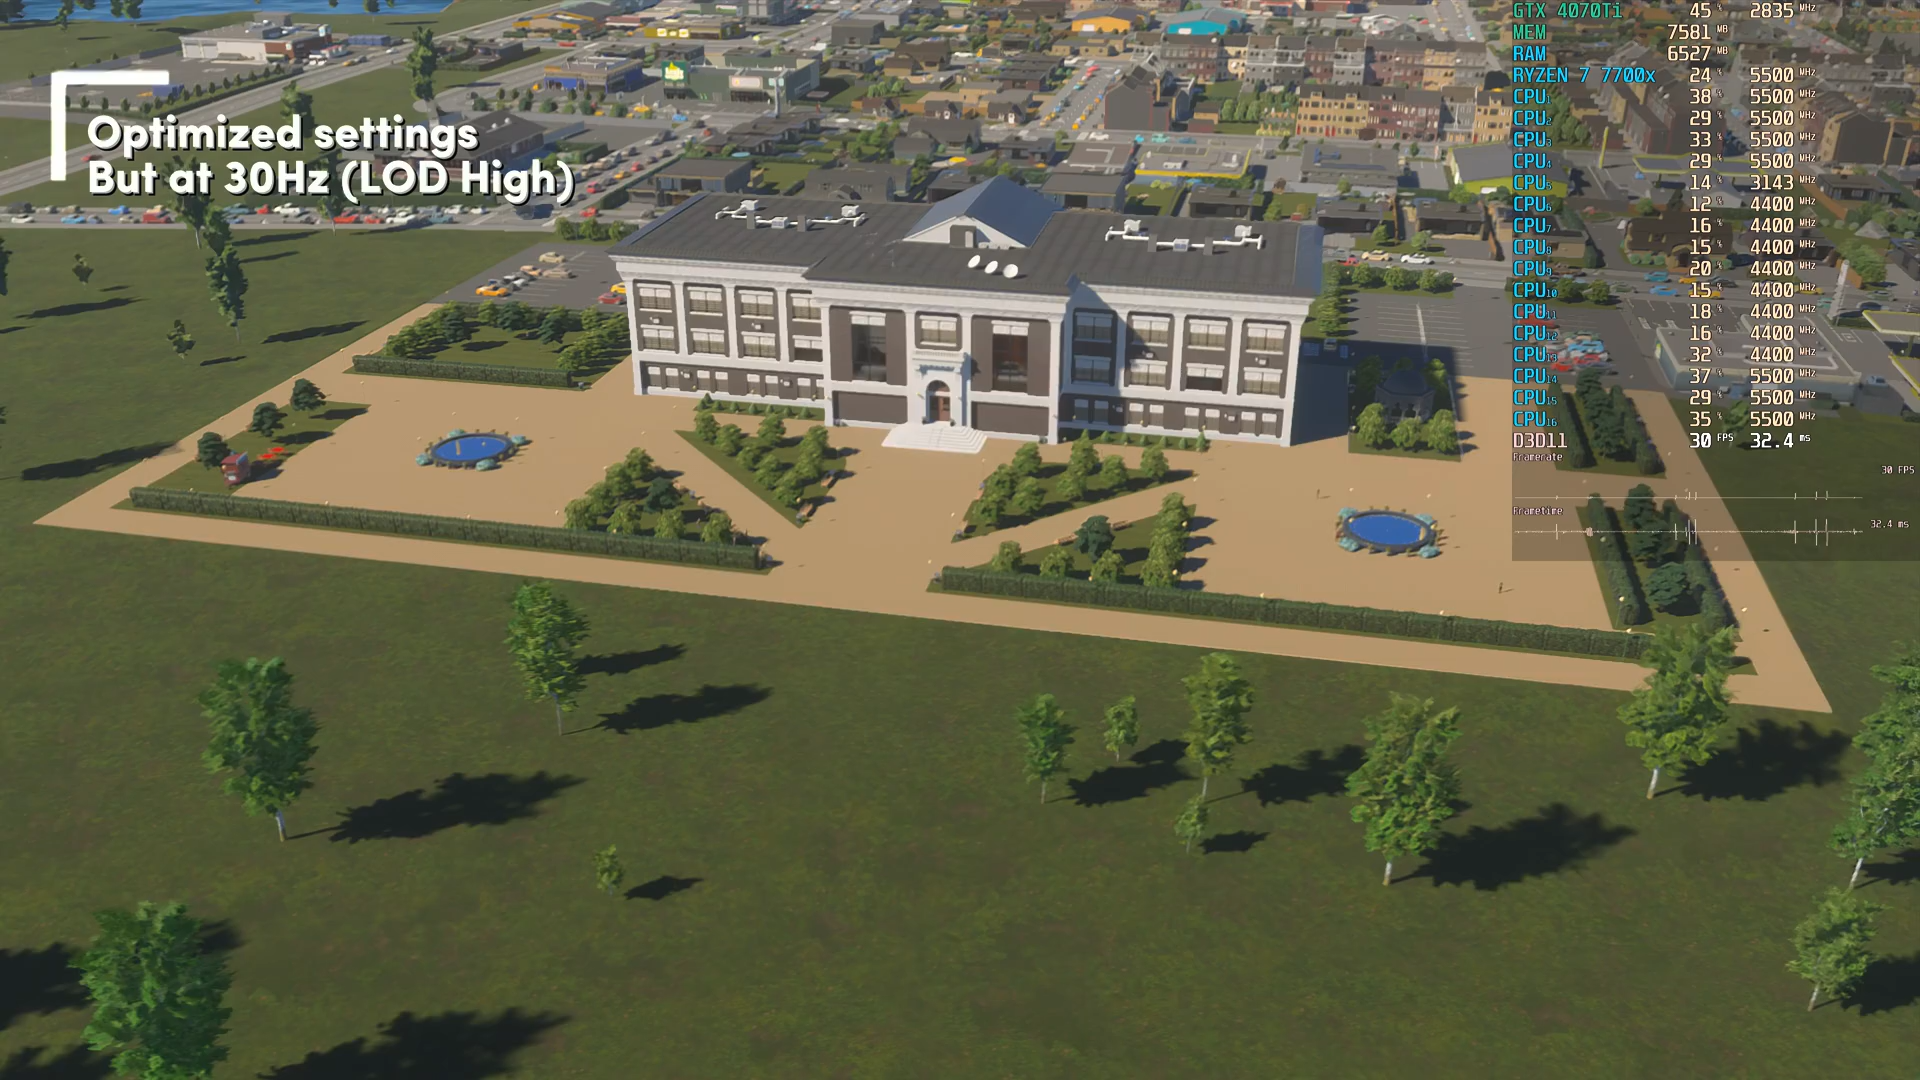 Optimized settings
But at 30Hz (LOD High)
GTX 4070Ti 45 % 2835 MHz
MEM 7581 MB
RAM 6527 MB
RYZEN 7 7700x 24 % 5500 MHz
CPU1 38 % 5500 MHz
CPU2 29 % 5500 MHz
CPU3 33 % 5500 MHz
CPU4 29 % 5500 MHz
CPU5 14 % 3143 MHz
CPU6 12 % 4400 MHz
CPU7 16 % 4400 MHz
CPU8 15 % 4400 MHz
CPU9 20 % 4400 MHz
CPU10 15 % 4400 MHz
CPU11 18 % 4400 MHz
CPU12 16 % 4400 MHz
CPU13 32 % 4400 MHz
CPU14 37 % 5500 MHz
CPU15 29 % 5500 MHz
CPU16 35 % 5500 MHz
D3D11 30 FPS 32.4 ms
Framerate
30 FPS
Frametime
32.4 ms